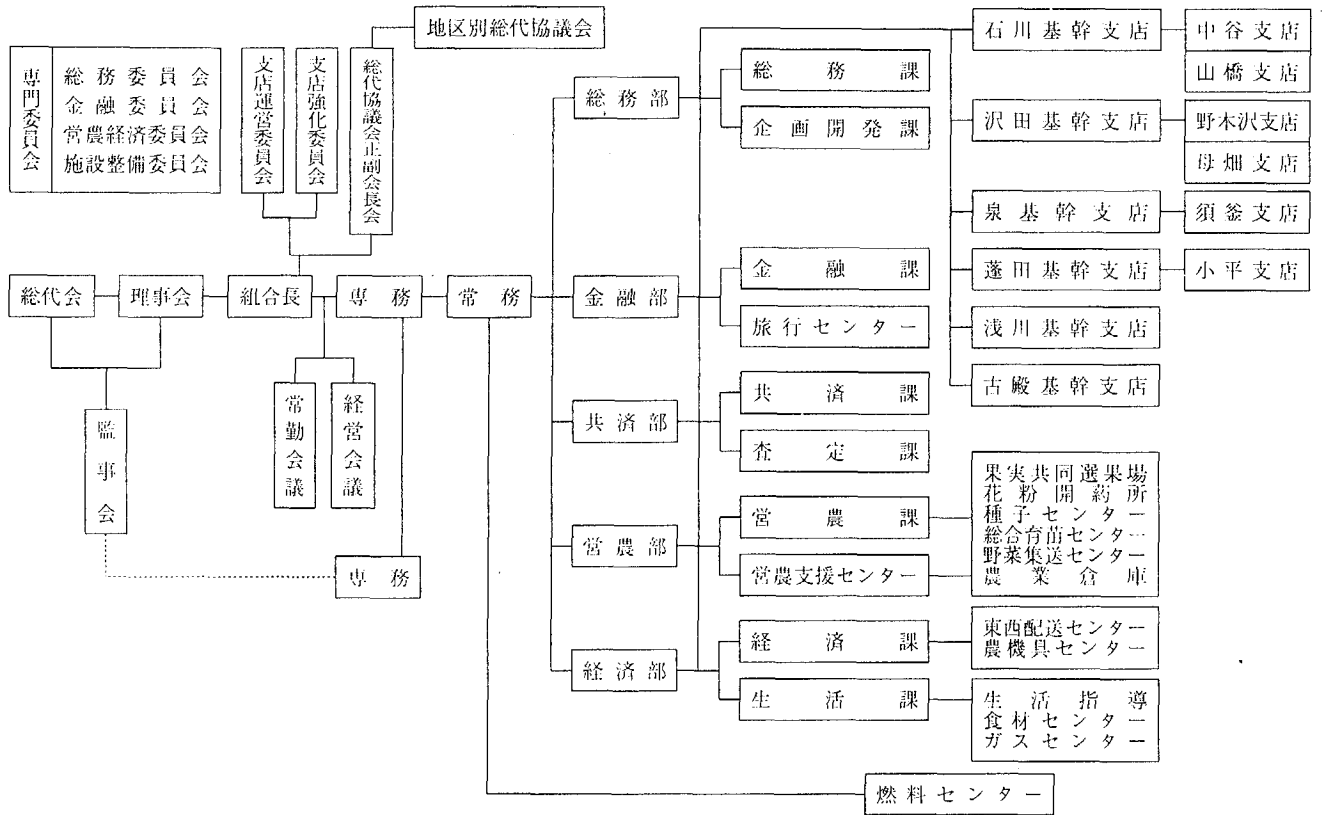 地区別総代協議会
専門委員会
総務委員会
金融委員会
営農経済委員会
施設整備委員会
支店運営委員会
支店強化委員会
総代協議会正副会長会
総代会
理事会
組合長
専務
常務
監事会
常勤会議
経営会議
専務
総務部
総務課
企画開発課
金融部
金融課
旅行センター
共済部
共済課
査定課
営農部
営農課
営農支援センター
経済部
経済課
生活課
石川基幹支店
中谷支店
山橋支店
沢田基幹支店
野木沢支店
母畑支店
泉基幹支店
須釜支店
蓬田基幹支店
小平支店
浅川基幹支店
古殿基幹支店
果実共同選果場
花粉開葯所
種子センター
総合育苗センター
野菜集送センター
農業倉庫
東西配送センター
農機具センター
生活指導
食材センター
ガスセンター
燃料センター